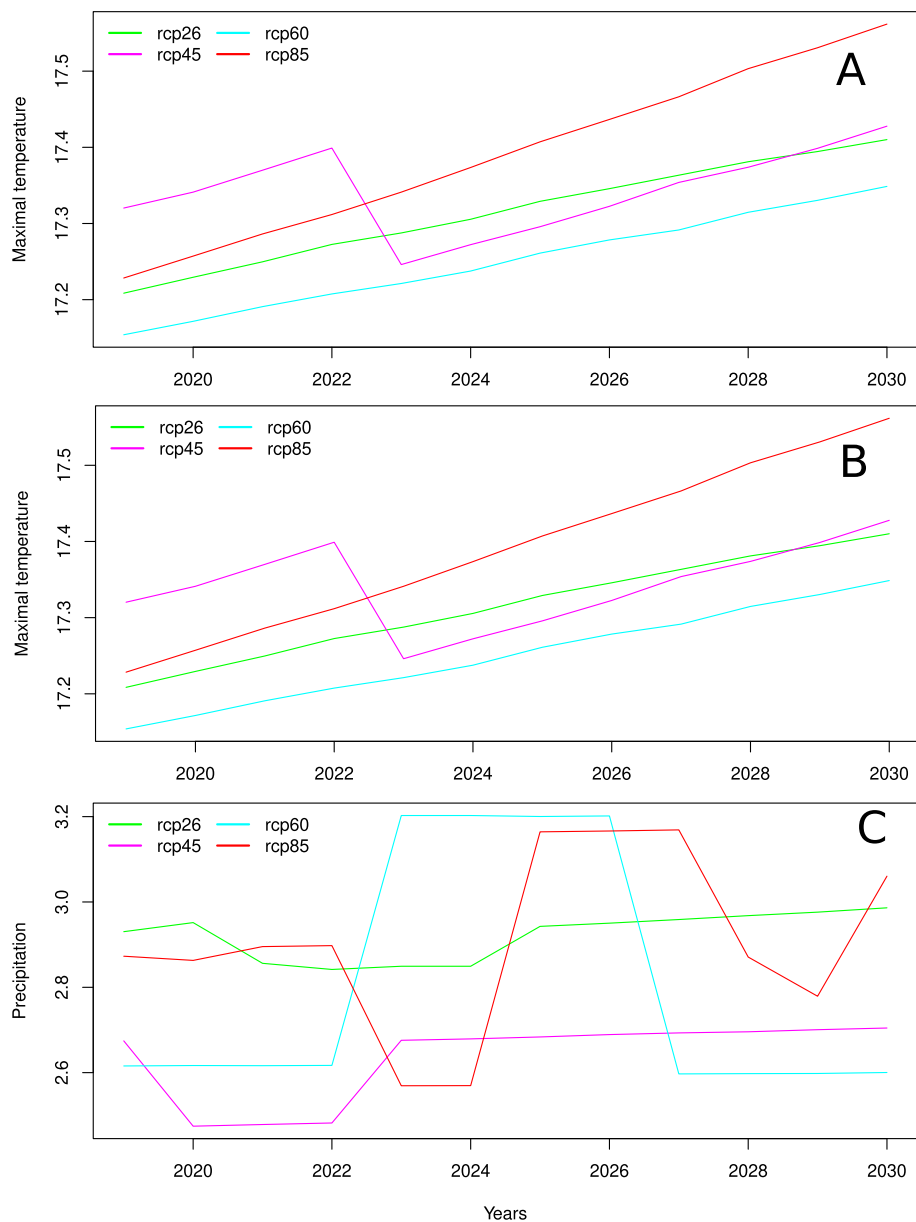 rcp26 rcp60
rcp45 rcp85
A
Maximal temperature
17.5
17.4
17.3
17.2
2020 2022 2024 2026 2028 2030
rcp26 rcp60
rcp45 rcp85
B
Maximal temperature
17.5
17.4
17.3
17.2
2020 2022 2024 2026 2028 2030
rcp26 rcp60
rcp45 rcp85
C
Precipitation
3.2
3.0
2.8
2.6
2020 2022 2024 2026 2028 2030
Years